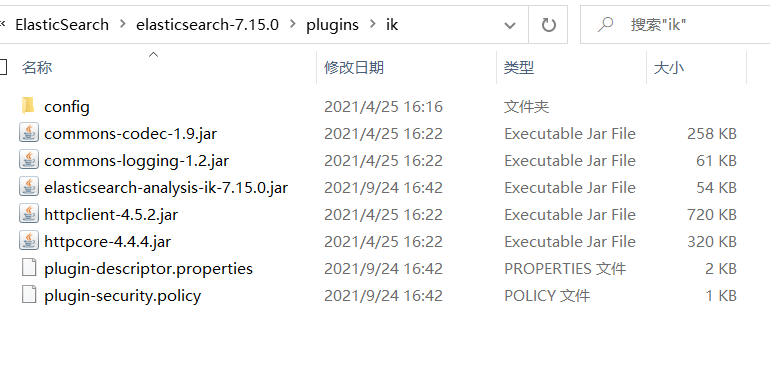 « ElasticSearch > elasticsearch-7.15.0 > plugins > ik 搜索"ik"
名称 修改日期 类型 大小
config 2021/4/25 16:16 文件夹
commons-codec-1.9.jar 2021/4/25 16:22 Executable Jar File 258 KB
commons-logging-1.2.jar 2021/4/25 16:22 Executable Jar File 61 KB
elasticsearch-analysis-ik-7.15.0.jar 2021/9/24 16:42 Executable Jar File 54 KB
httpclient-4.5.2.jar 2021/4/25 16:22 Executable Jar File 720 KB
httpcore-4.4.4.jar 2021/4/25 16:22 Executable Jar File 320 KB
plugin-descriptor.properties 2021/9/24 16:42 PROPERTIES 文件 2 KB
plugin-security.policy 2021/9/24 16:42 POLICY 文件 1 KB